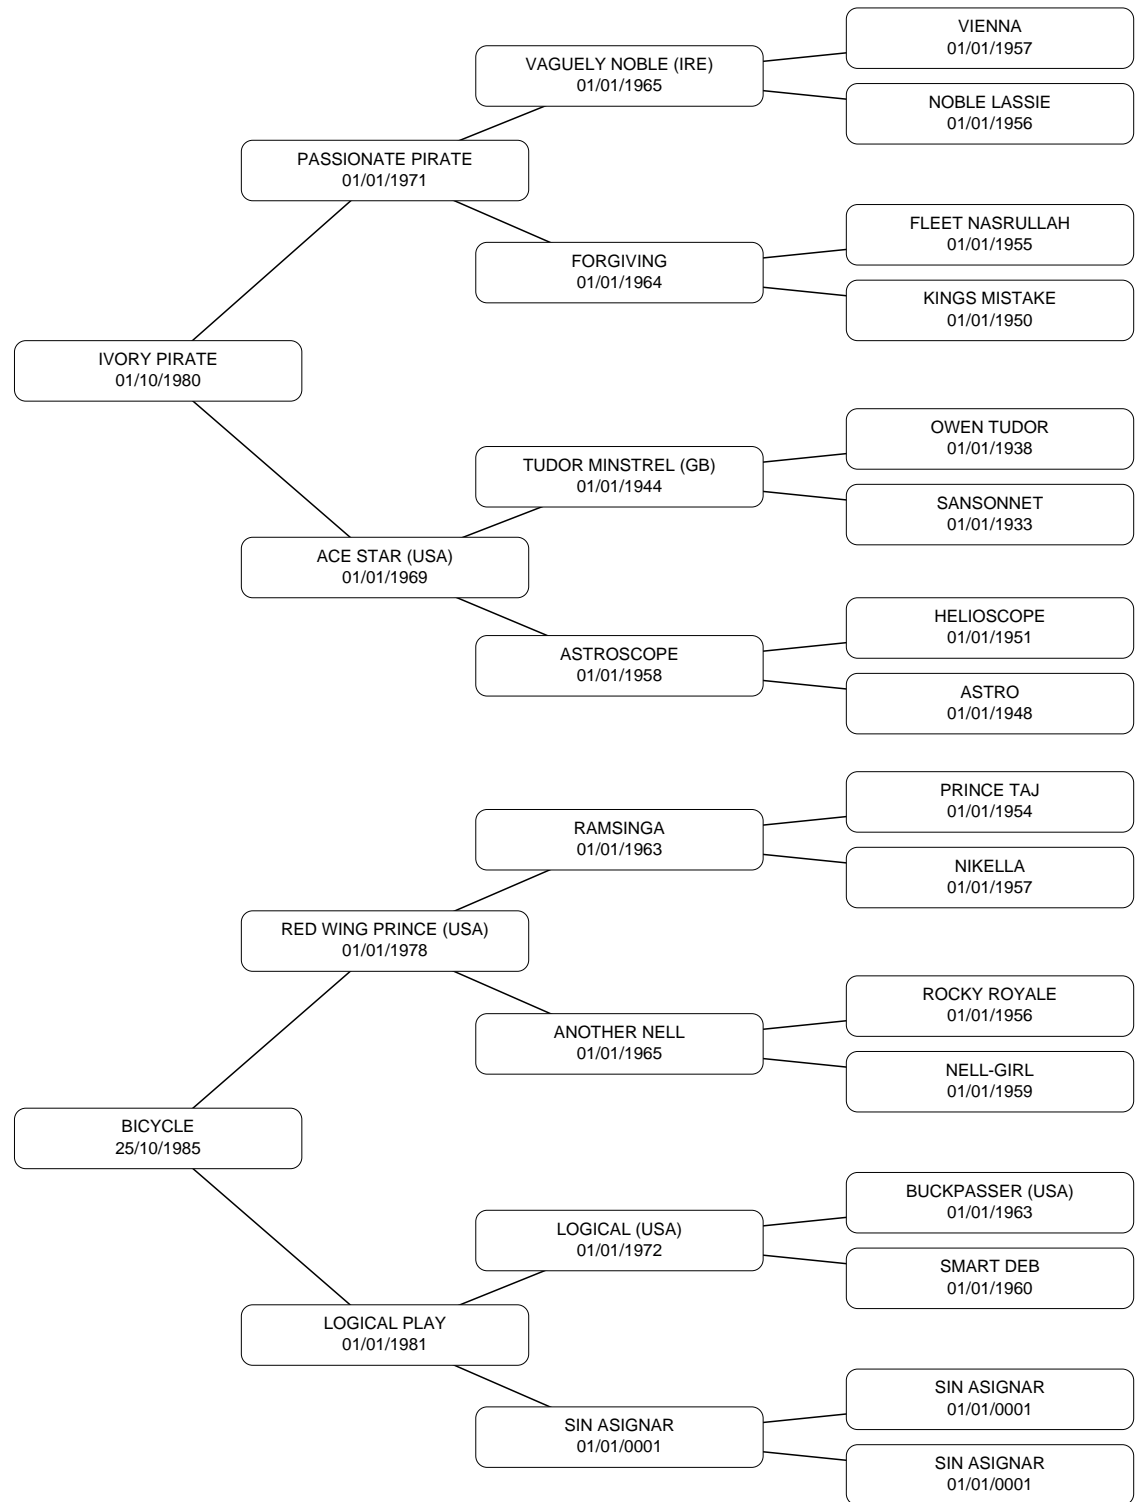 VIENNA
01/01/1957
VAGUELY NOBLE (IRE)
01/01/1965
NOBLE LASSIE
01/01/1956
PASSIONATE PIRATE
01/01/1971
FLEET NASRULLAH
01/01/1955
FORGIVING
01/01/1964
KINGS MISTAKE
01/01/1950
IVORY PIRATE
01/10/1980
OWEN TUDOR
01/01/1938
TUDOR MINSTREL (GB)
01/01/1944
SANSONNET
01/01/1933
ACE STAR (USA)
01/01/1969
HELIOSCOPE
01/01/1951
ASTROSCOPE
01/01/1958
ASTRO
01/01/1948
PRINCE TAJ
01/01/1954
RAMSINGA
01/01/1963
NIKELLA
01/01/1957
RED WING PRINCE (USA)
01/01/1978
ROCKY ROYALE
01/01/1956
ANOTHER NELL
01/01/1965
NELL-GIRL
01/01/1959
BICYCLE
25/10/1985
BUCKPASSER (USA)
01/01/1963
LOGICAL (USA)
01/01/1972
SMART DEB
01/01/1960
LOGICAL PLAY
01/01/1981
SIN ASIGNAR
01/01/0001
SIN ASIGNAR
01/01/0001
SIN ASIGNAR
01/01/0001